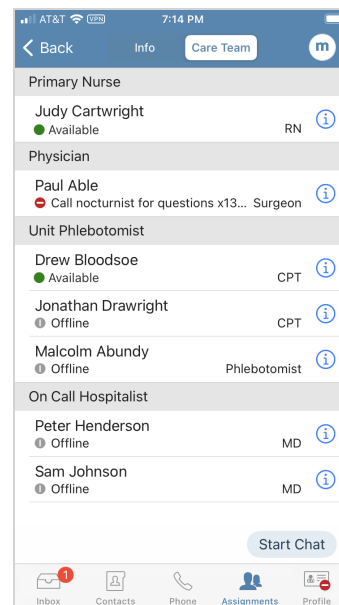 AT&T VPN 7:14 PM
Back Info Care Team m
Primary Nurse
Judy Cartwright
Available RN
Physician
Paul Able
Call nocturnist for questions x13... Surgeon
Unit Phlebotomist
Drew Bloodsoe
Available CPT
Jonathan Drawright
Offline CPT
Malcolm Abundy
Offline Phlebotomist
On Call Hospitalist
Peter Henderson
Offline MD
Sam Johnson
Offline MD
Start Chat
1
Inbox Contacts Phone Assignments Profile